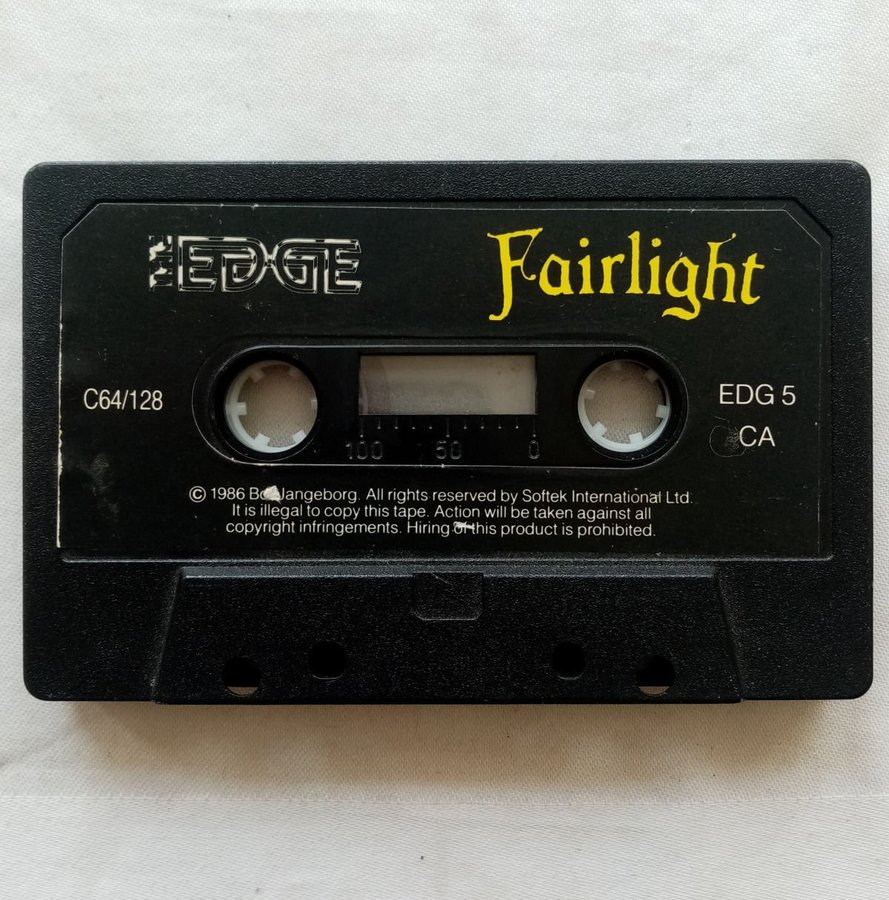 THE EDGE
Fairlight
C64/128
EDG 5
CA
100 50 0
© 1986 Bo Jangeborg. All rights reserved by Softek International Ltd.
It is illegal to copy this tape. Action will be taken against all
copyright infringements. Hiring of this product is prohibited.